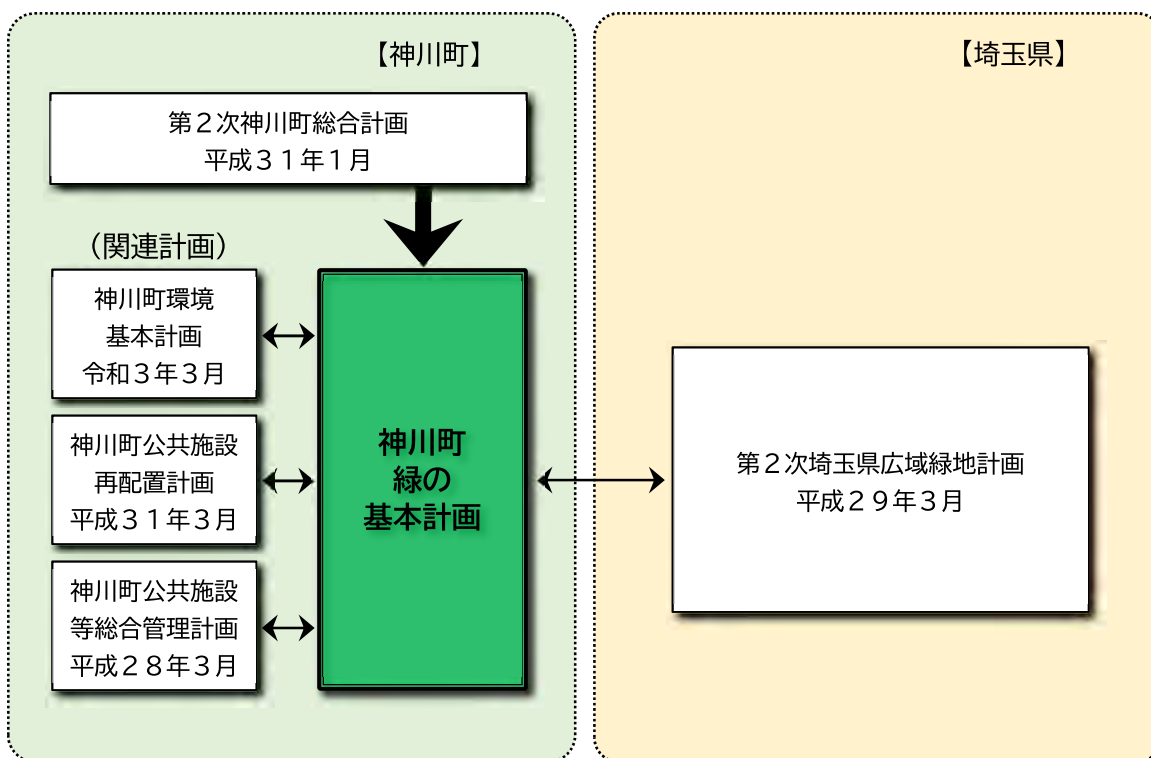 【神川町】
第２次神川町総合計画
平成３１年１月
（関連計画）
神川町環境
基本計画
令和３年３月
神川町公共施設
再配置計画
平成３１年３月
神川町公共施設
等総合管理計画
平成２８年３月
神川町
緑の
基本計画
【埼玉県】
第２次埼玉県広域緑地計画
平成２９年３月